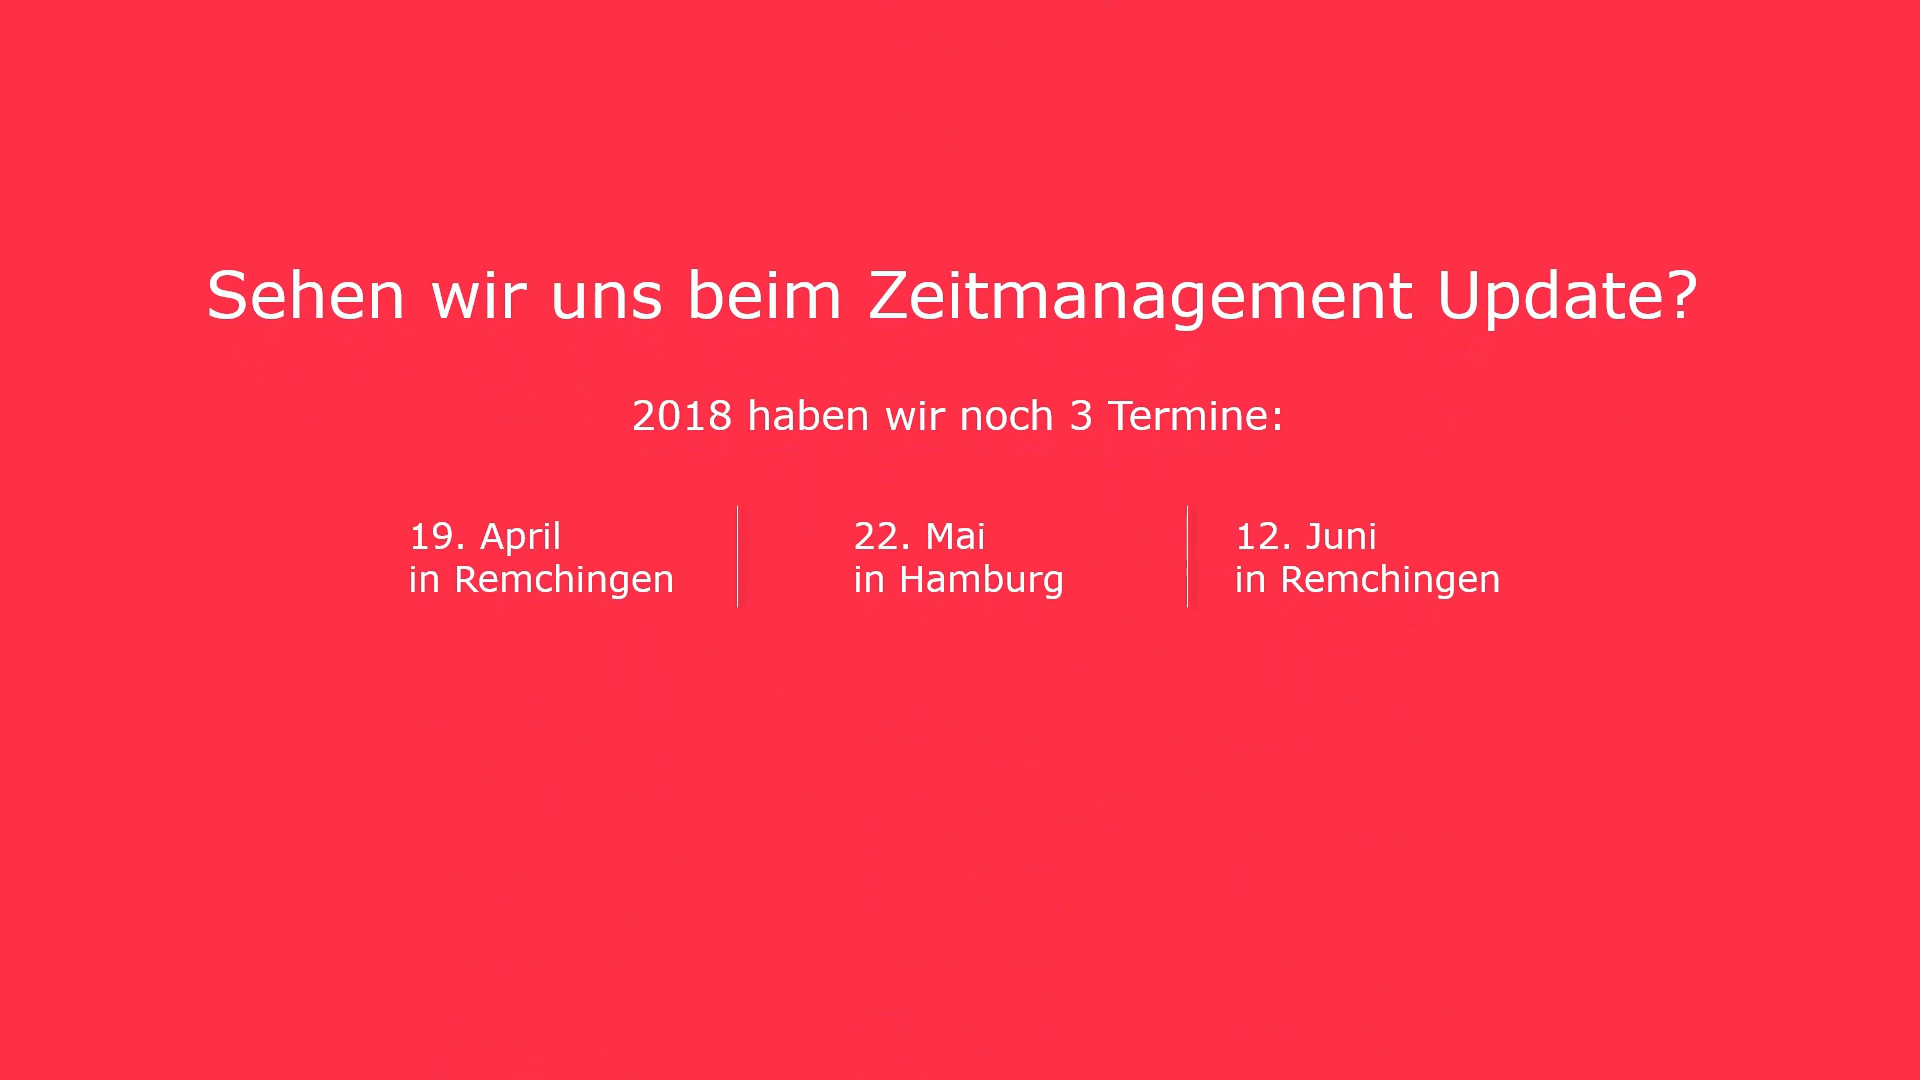 Sehen wir uns beim Zeitmanagement Update?
2018 haben wir noch 3 Termine:
19. April
in Remchingen
22. Mai
in Hamburg
12. Juni
in Remchingen